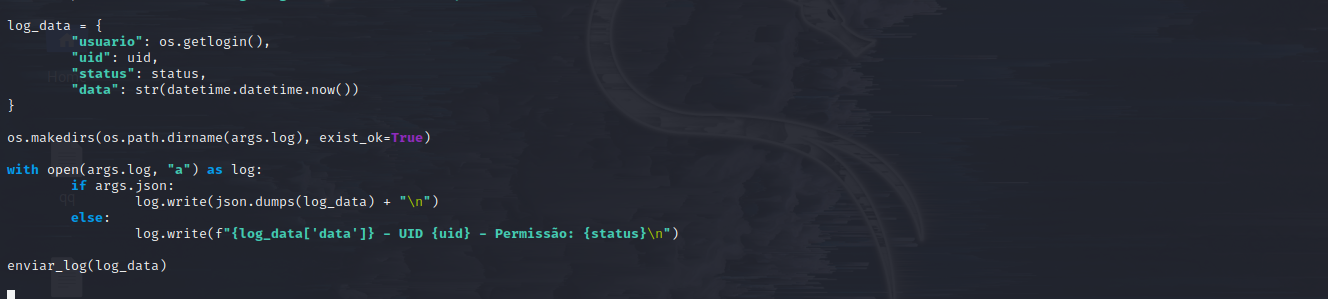 log_data = {
        "usuario": os.getlogin(),
        "uid": uid,
        "status": status,
        "data": str(datetime.datetime.now())
}
os.makedirs(os.path.dirname(args.log), exist_ok=True)
with open(args.log, "a") as log:
        if args.json:
                log.write(json.dumps(log_data) + "\n")
        else:
                log.write(f"{log_data['data']} - UID {uid} - Permissão: {status}\n")
enviar_log(log_data)